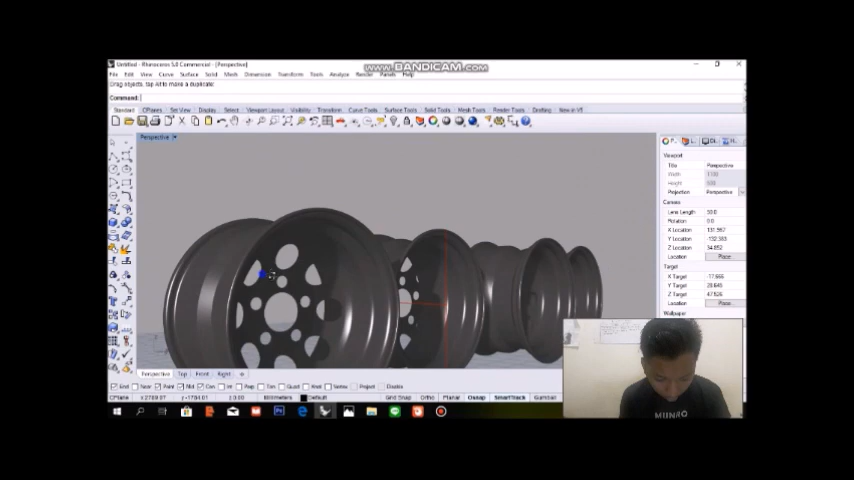 Untitled - Rhinoceros 5.0 Commercial - [Perspective]
www.BANDICAM.com
File Edit View Curve Surface Solid Mesh Dimension Transform Tools Analyze Render Panels Help
Drag objects, tap Alt to make a duplicate:
Command:
Standard CPlanes Set View Display Select Viewport Layout Visibility Transform Curve Tools Surface Tools Solid Tools Mesh Tools Render Tools Drafting New in V5
Perspective
Viewport
Title Perspective
Width
Height
Projection Perspective
Camera
Lens Length 50.0
Rotation 0.0
X Location
Y Location
Z Location
Location Place...
Target
X Target
Y Target
Z Target
Location Place...
Wallpaper
Perspective Top Front Right
End Near Point Mid Cen Int Perp Tan Quad Knot Vertex Project Disable
CPlane z 0.00 Millimeters Default Grid Snap Ortho Planar Osnap SmartTrack Gumball